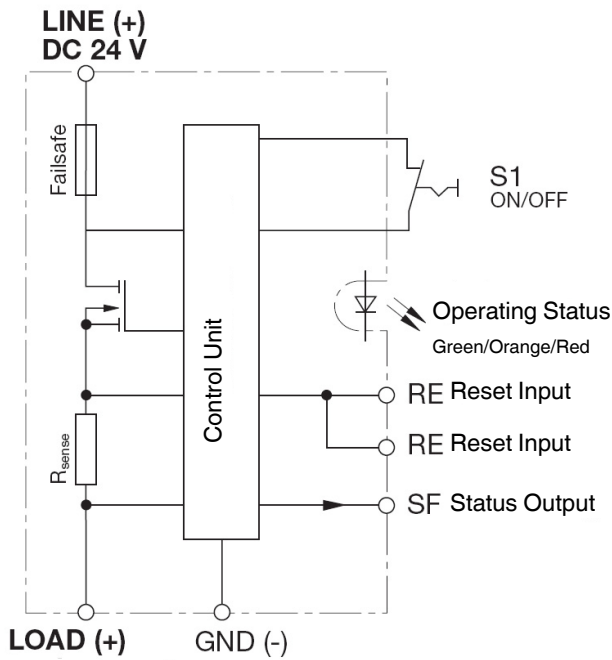 LINE (+)
DC 24 V
Failsafe
S1
ON/OFF
Operating Status
Green/Orange/Red
Control Unit
RE Reset Input
RE Reset Input
Rsense
SF Status Output
LOAD (+)
GND (-)